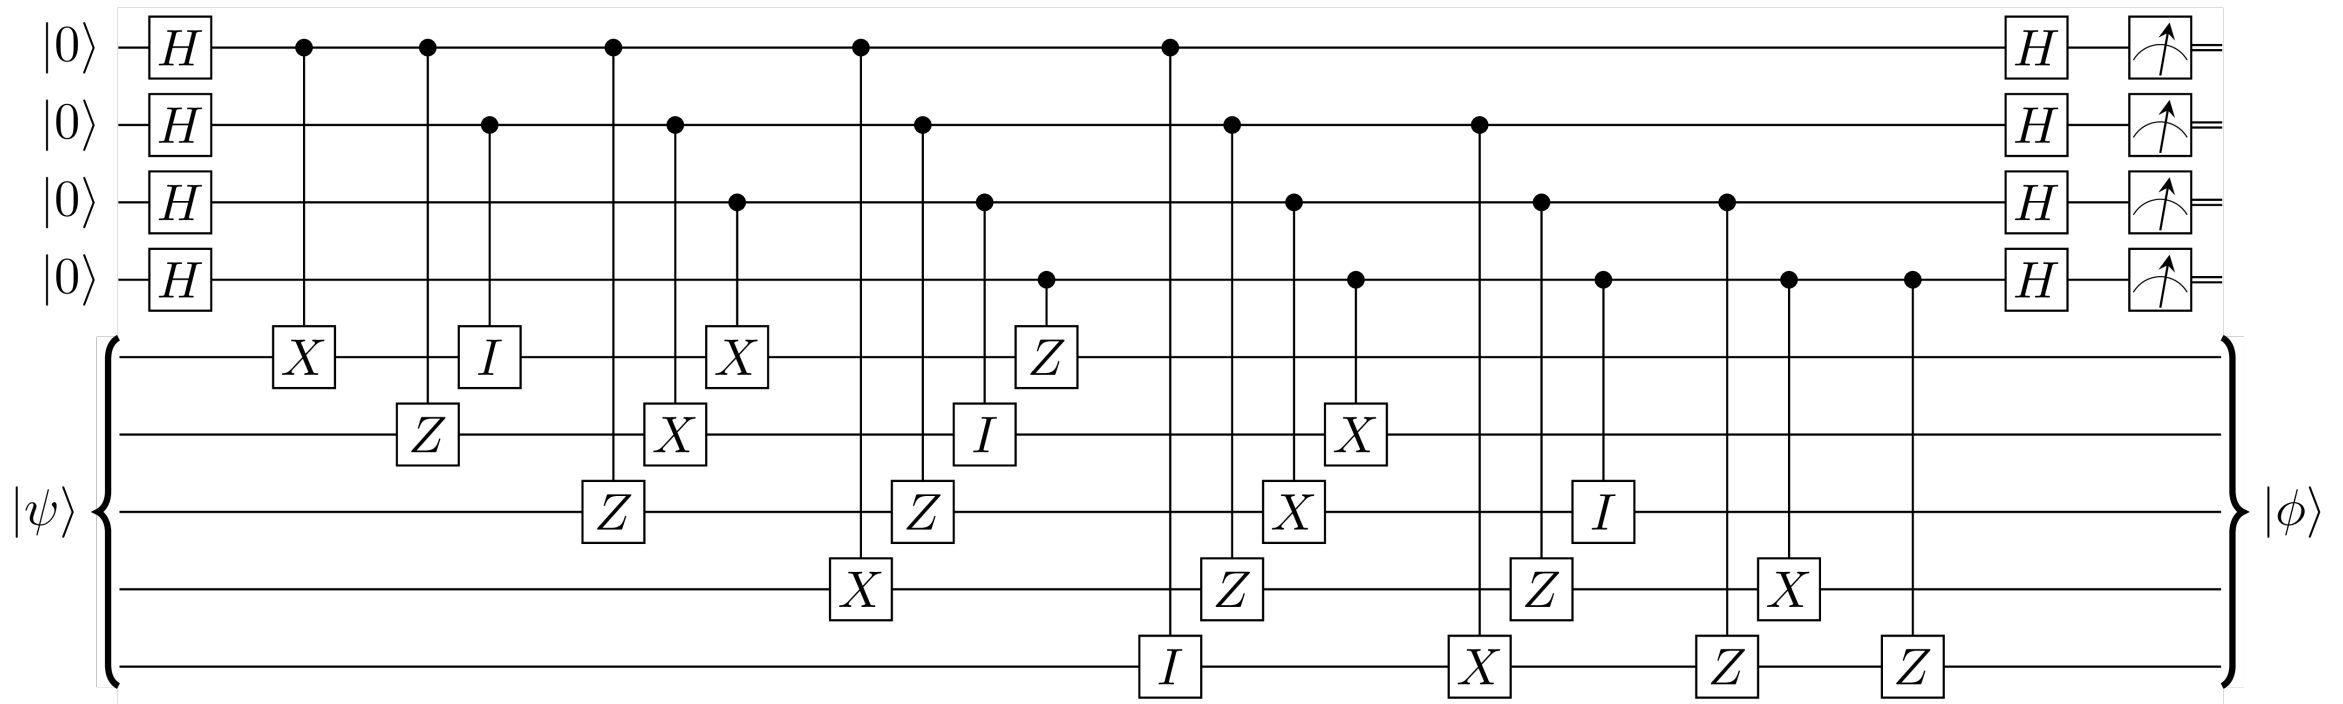 |0⟩ H H
|0⟩ H H
|0⟩ H H
|0⟩ H H
X I X Z
Z X I X
|ψ⟩ Z Z X I |ϕ⟩
X Z Z X
I X Z Z